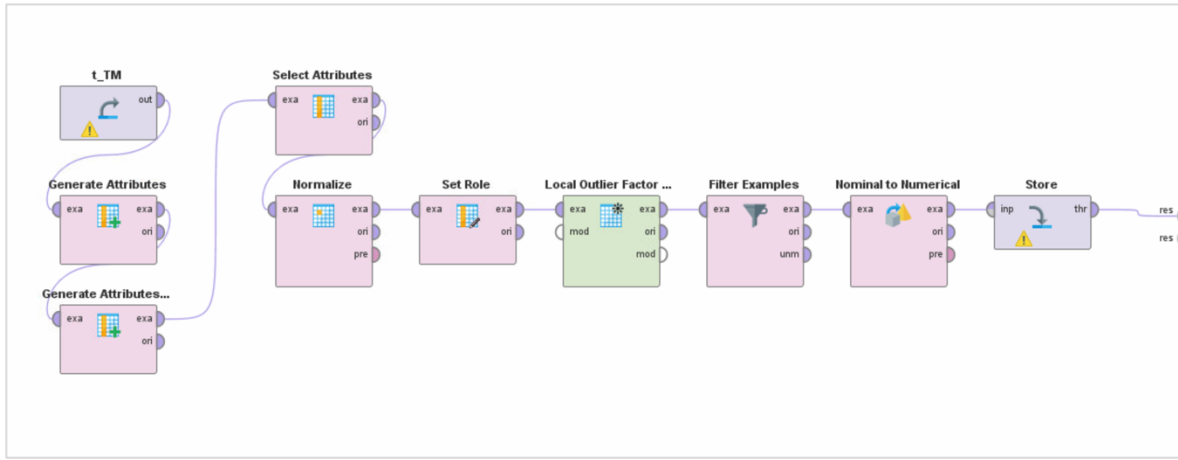 t_TM
out
Generate Attributes
exa exa
ori
Generate Attributes...
exa exa
ori
Select Attributes
exa exa
ori
Normalize
exa exa
ori
pre
Set Role
exa exa
ori
Local Outlier Factor ...
exa exa
mod ori
mod
Filter Examples
exa exa
ori
unm
Nominal to Numerical
exa exa
ori
pre
Store
inp thr
res
res